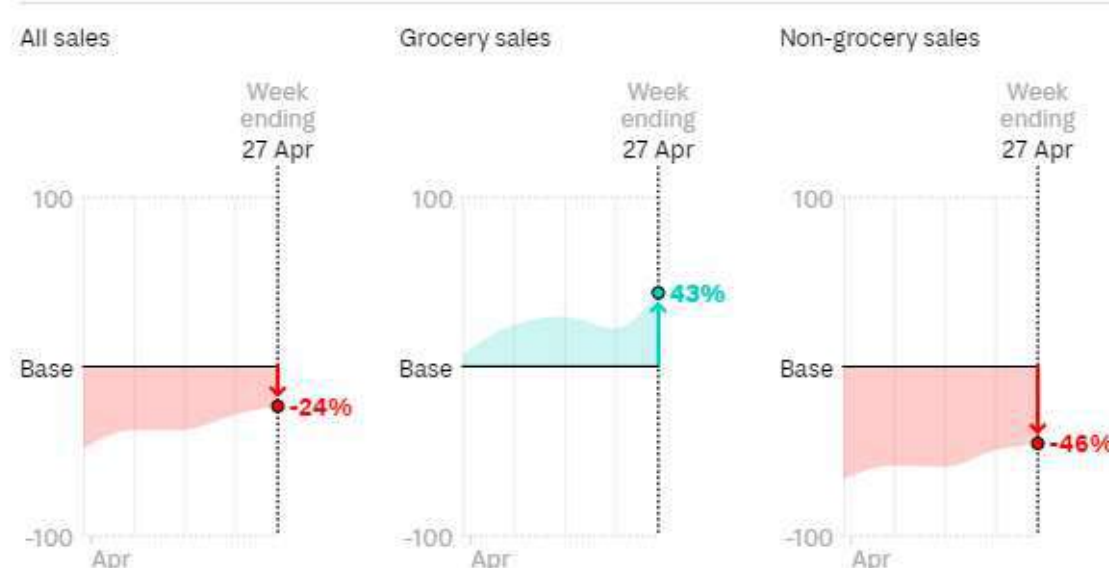 All sales
Week
ending
27 Apr
100
Base
-24%
-100
Apr
Grocery sales
Week
ending
27 Apr
100
43%
Base
-100
Apr
Non-grocery sales
Week
ending
27 Apr
100
Base
-46%
-100
Apr